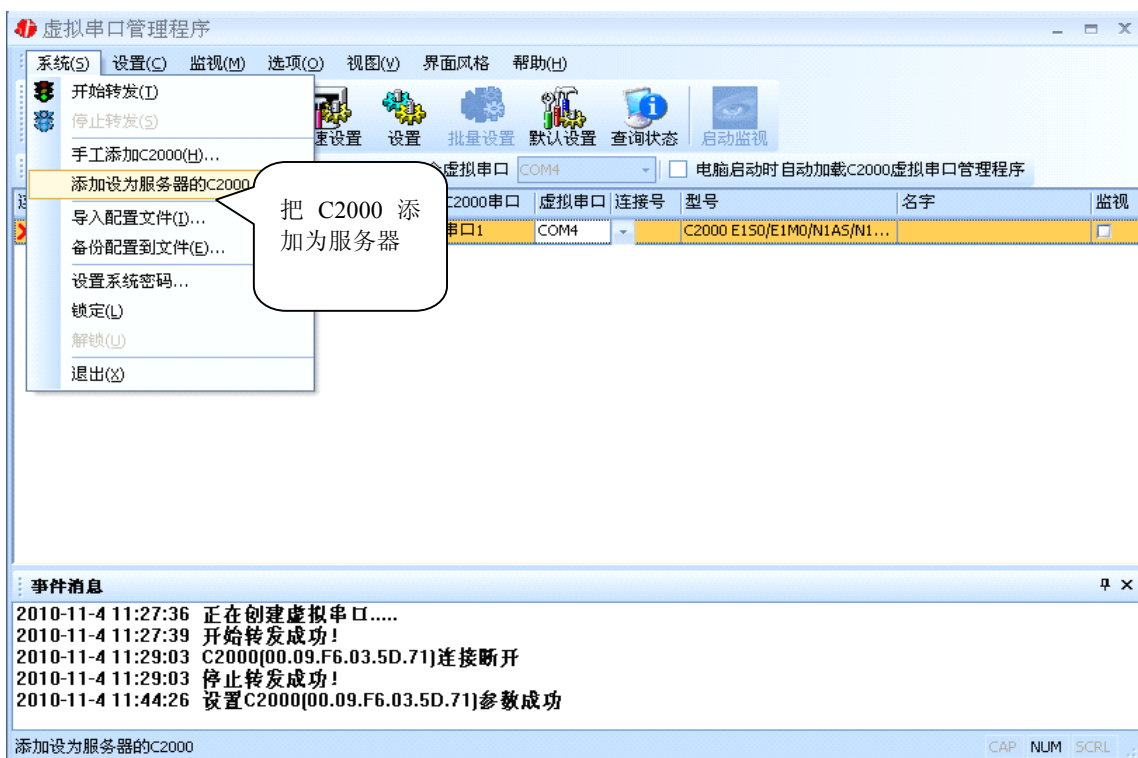 虚拟串口管理程序
系统(S) 设置(C) 监视(M) 选项(O) 视图(V) 界面风格 帮助(H)
开始转发(T)
停止转发(S)
手工添加C2000(H)...
添加设为服务器的C2000
导入配置文件(I)...
备份配置到文件(E)...
设置系统密码...
锁定(L)
解锁(U)
退出(X)
速设置 设置 批量设置 默认设置 查询状态 启动监视
虚拟串口 COM4 电脑启动时自动加载C2000虚拟串口管理程序
C2000串口 虚拟串口 连接号 型号 名字 监视
串口1 COM4 C2000 E1S0/E1M0/N1AS/N1...
把 C2000 添
加为服务器
事件消息
2010-11-4 11:27:36 正在创建虚拟串口.....
2010-11-4 11:27:39 开始转发成功!
2010-11-4 11:29:03 C2000[00.09.F6.03.5D.71]连接断开
2010-11-4 11:29:03 停止转发成功!
2010-11-4 11:44:26 设置C2000[00.09.F6.03.5D.71]参数成功
添加设为服务器的C2000 CAP NUM SCRL